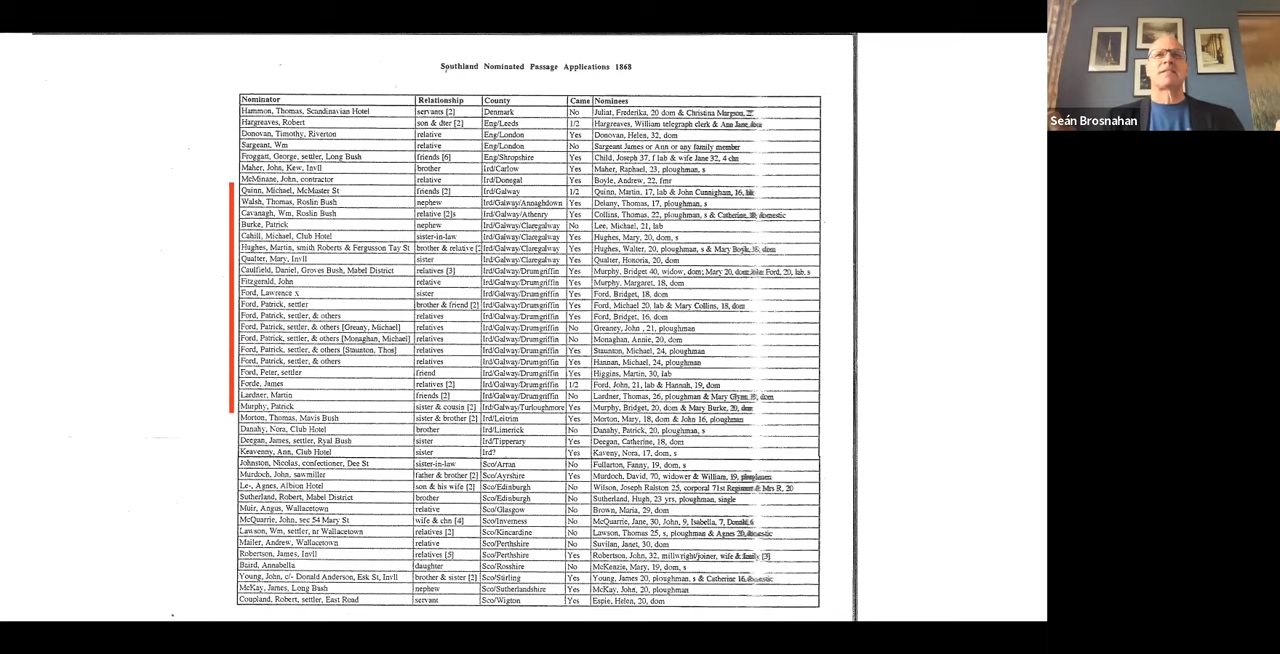 Southland Nominated Passage Applications 1868
Nominator Relationship County Came Nominees
Hammon, Thomas, Scandinavian Hotel servants [2] Denmark No Juliat, Frederika, 20 dom & Christina
Hargreaves, Robert son & dter [2] Eng/Leeds 1/2 Hargreaves, William telegraph clerk & Ann Jane,
Donovan, Timothy, Riverton relative Eng/London Yes Donovan, Helen, 32, dom
Sargeant, Wm relative Eng/London No Sargeant James or Ann or any family member
Froggatt, George, settler, Long Bush friends [6] Eng/Shropshire Yes Child, Joseph 37, f lab & wife Jane 32, 4 chn
Maher, John, Kew, Invll brother Ird/Carlow Yes Maher, Raphael, 23, ploughman, s
McMinane, John, contractor relative Ird/Donegal Yes Boyle, Andrew, 22, fmr
Quinn, Michael, McMaster St friends [2] Ird/Galway 1/2 Quinn, Martin, 17, lab & John Cunnigham, 16,
Walsh, Thomas, Roslin Bush nephew Ird/Galway/Annaghdown Yes Delany, Thomas, 17, ploughman, s
Cavanagh, Wm, Roslin Bush relative [2]s Ird/Galway/Athenry Yes Collins, Thomas, 22, ploughman, s & Catherine, domestic
Burke, Patrick nephew Ird/Galway/Claregalway No Lee, Michael, 21, lab
Cahill, Michael, Club Hotel sister-in-law Ird/Galway/Claregalway Yes Hughes, Mary, 20, dom, s
Hughes, Martin, smith Roberts & Fergusson Tay St brother & relative [2 Ird/Galway/Claregalway Yes Hughes, Walter, 20, ploughman, s & Mary dom
Qualter, Mary, Invll sister Ird/Galway/Claregalway Yes Qualter, Honoria, 20, dom
Caulfield, Daniel, Groves Bush, Mabel District relatives [3] Ird/Galway/Drumgriffin Yes Murphy, Bridget 40, widow, dom; Mary 20, dom; John Ford, 20, lab, s
Fitzgerald, John relative Ird/Galway/Drumgriffin Yes Murphy, Margaret, 18, dom
Ford, Lawrence x sister Ird/Galway/Drumgriffin Yes Ford, Bridget, 18, dom
Ford, Patrick, settler brother & friend [2] Ird/Galway/Drumgriffin Yes Ford, Michael 20, lab & Mary Collins, 18, dom
Ford, Patrick, settler, & others relatives Ird/Galway/Drumgriffin Yes Ford, Bridget, 16, dom
Ford, Patrick, settler, & others [Greany, Michael] relatives Ird/Galway/Drumgriffin No Greaney, John , 21, ploughman
Ford, Patrick, settler, & others [Monaghan, Michael] relatives Ird/Galway/Drumgriffin No Monaghan, Annie, 20, dom
Ford, Patrick, settler, & others [Staunton, Thos] relatives Ird/Galway/Drumgriffin Yes Staunton, Michael, 24, ploughman
Ford, Patrick, settler, & others relatives Ird/Galway/Drumgriffin Yes Hannan, Michael, 24, ploughman
Ford, Peter, settler friend Ird/Galway/Drumgriffin Yes Higgins, Martin, 30, lab
Forde, James relatives [2] Ird/Galway/Drumgriffin 1/2 Ford, John, 21, lab & Hannah, 19, dom
Lardner, Martin friends [2] Ird/Galway/Drumgriffin No Lardner, Thomas, 26, ploughman & Mary Glynn, dom
Murphy, Patrick sister & cousin [2] Ird/Galway/Turloughmore Yes Murphy, Bridget, 20, dom & Mary Burke, 20, dom
Morton, Thomas, Mavis Bush sister & brother [2] Ird/Leitrim Yes Morton, Mary, 18, dom & John 16, ploughman
Danahy, Nora, Club Hotel brother Ird/Limerick No Danahy, Patrick, 20, ploughman, s
Deegan, James, settler, Ryal Bush sister Ird/Tipperary Yes Deegan, Catherine, 18, dom
Keavenny, Ann, Club Hotel sister Ird? Yes Kaveny, Nora, 17, dom, s
Johnston, Nicolas, confectioner, Dee St sister-in-law Sco/Arran No Fullarton, Fanny, 19, dom, s
Murdoch, John, sawmiller father & brother [2] Sco/Ayrshire Yes Murdoch, David, 70, widower & William, 19,
Le-, Agnes, Albion Hotel son & his wife [2] Sco/Edinburgh No Wilson, Joseph Ralston 25, corporal 71st Regiment & Mrs R, 20
Sutherland, Robert, Mabel District brother Sco/Edinburgh No Sutherland, Hugh, 23 yrs, ploughman, single
Muir, Angus, Wallacetown relative Sco/Glasgow No Brown, Maria, 29, dom
McQuarrie, John, sec 54 Mary St wife & chn [4] Sco/Inverness No McQuarrie, Jane, 30, John, 9, Isabella, 7, Donald,
Lawson, Wm, settler, nr Wallacetown relatives [2] Sco/Kincardine No Lawson, Thomas 25, s, ploughman & Agnes 20, domestic
Mailer, Andrew, Wallacetown relative Sco/Perthshire No Suvilan, Janet, 30, dom
Robertson, James, Invll relatives [5] Sco/Perthshire Yes Robertson, John, 32, millwright/joiner, wife & family [3]
Baird, Annabella daughter Sco/Rosshire No McKenzie, Mary, 19, dom, s
Young, John, c/- Donald Anderson, Esk St, Invll brother & sister [2] Sco/Stirling Yes Young, James 20, ploughman, s & Catherine 16, domestic
McKay, James, Long Bush nephew Sco/Sutherlandshire Yes McKay, John, 20, ploughman
Coupland, Robert, settler, East Road servant Sco/Wigton Yes Espie, Helen, 20, dom
Seán Brosnahan